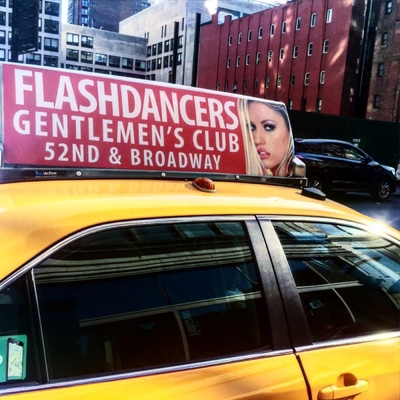 FLASHDANCERS
GENTLEMEN'S CLUB
52ND & BROADWAY